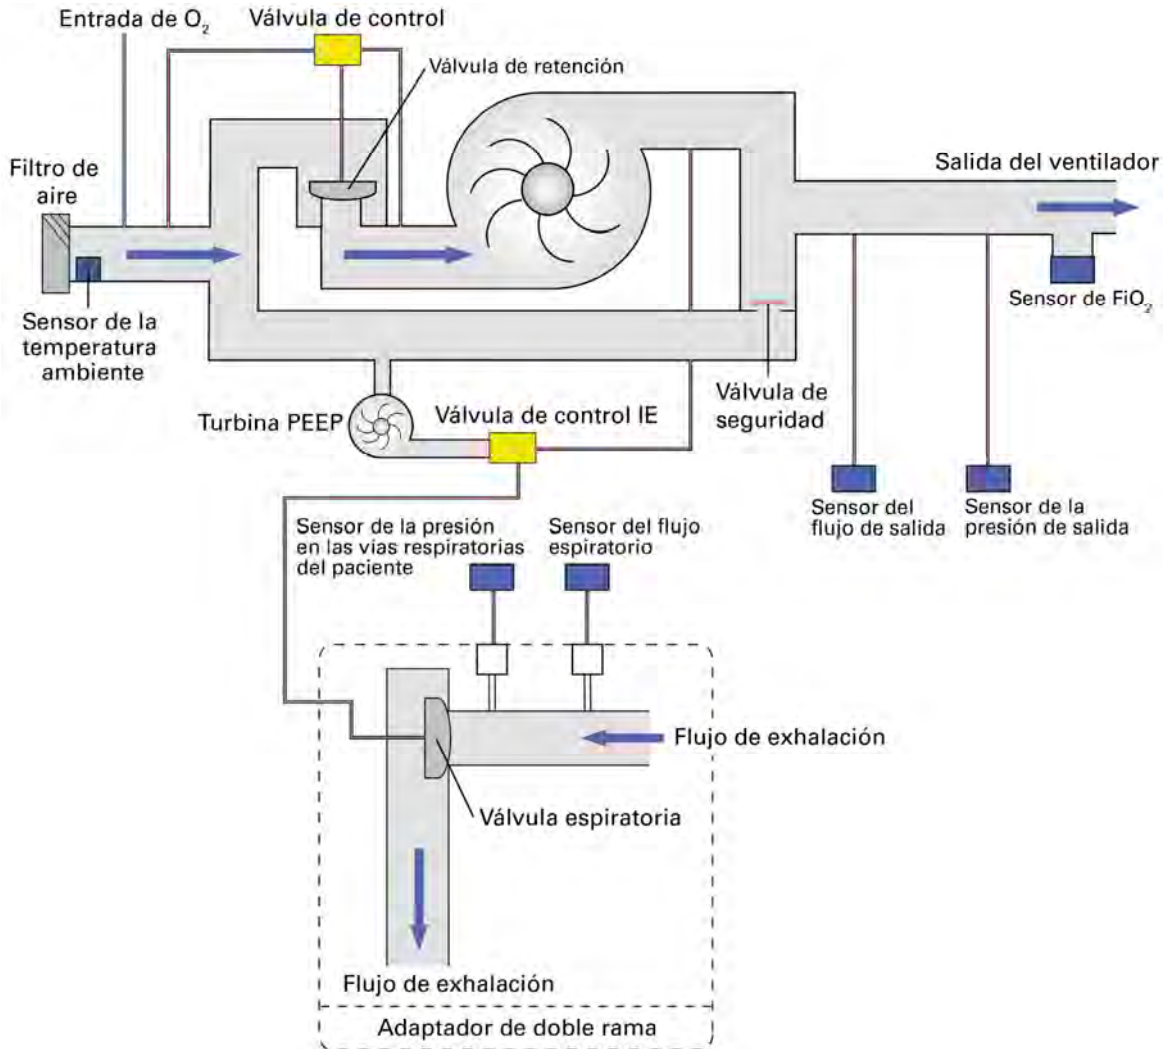 Entrada de O₂
Válvula de control
Válvula de retención
Filtro de
aire
Salida del ventilador
Sensor de la
temperatura
ambiente
Sensor de FiO₂
Turbina PEEP
Válvula de control IE
Válvula de
seguridad
Sensor de la presión
en las vías respiratorias
del paciente
Sensor del flujo
espiratorio
Sensor del
flujo de salida
Sensor de la
presión de salida
Flujo de exhalación
Válvula espiratoria
Flujo de exhalación
Adaptador de doble rama